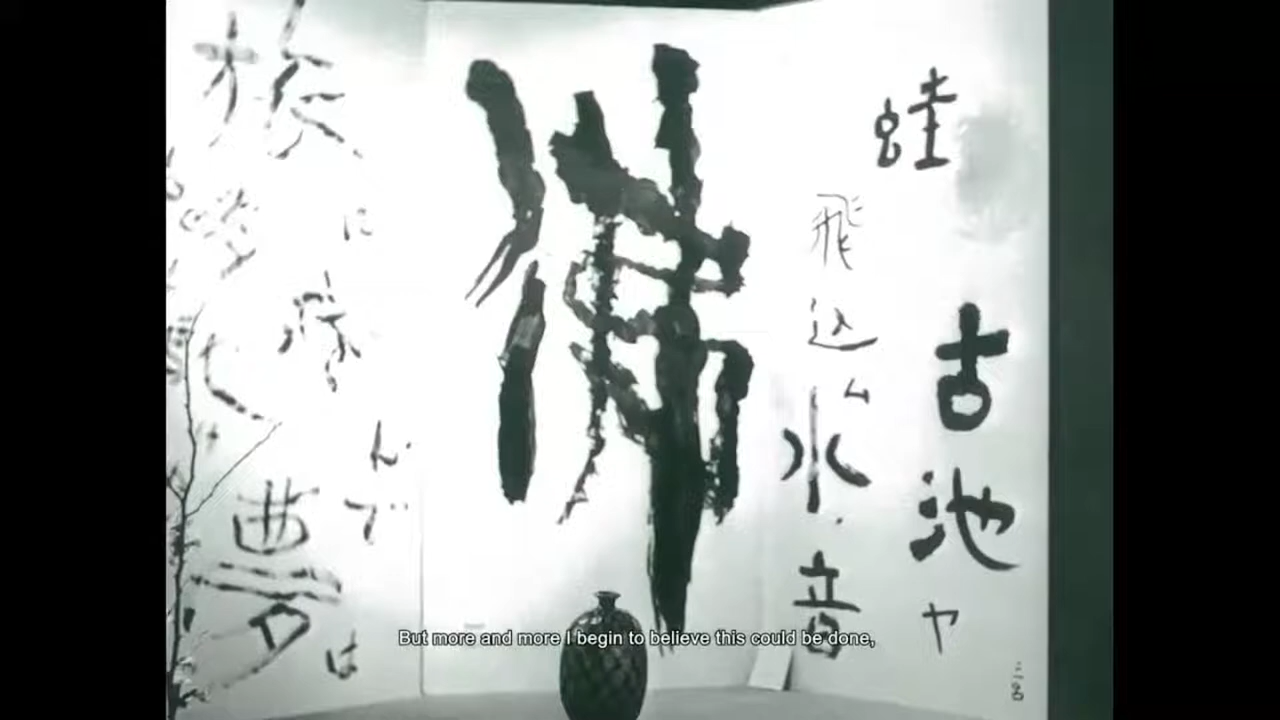 古池ヤ
蛙
飛込ム水
音
旅
に病んで
夢は
But more and more I begin to believe this could be done,